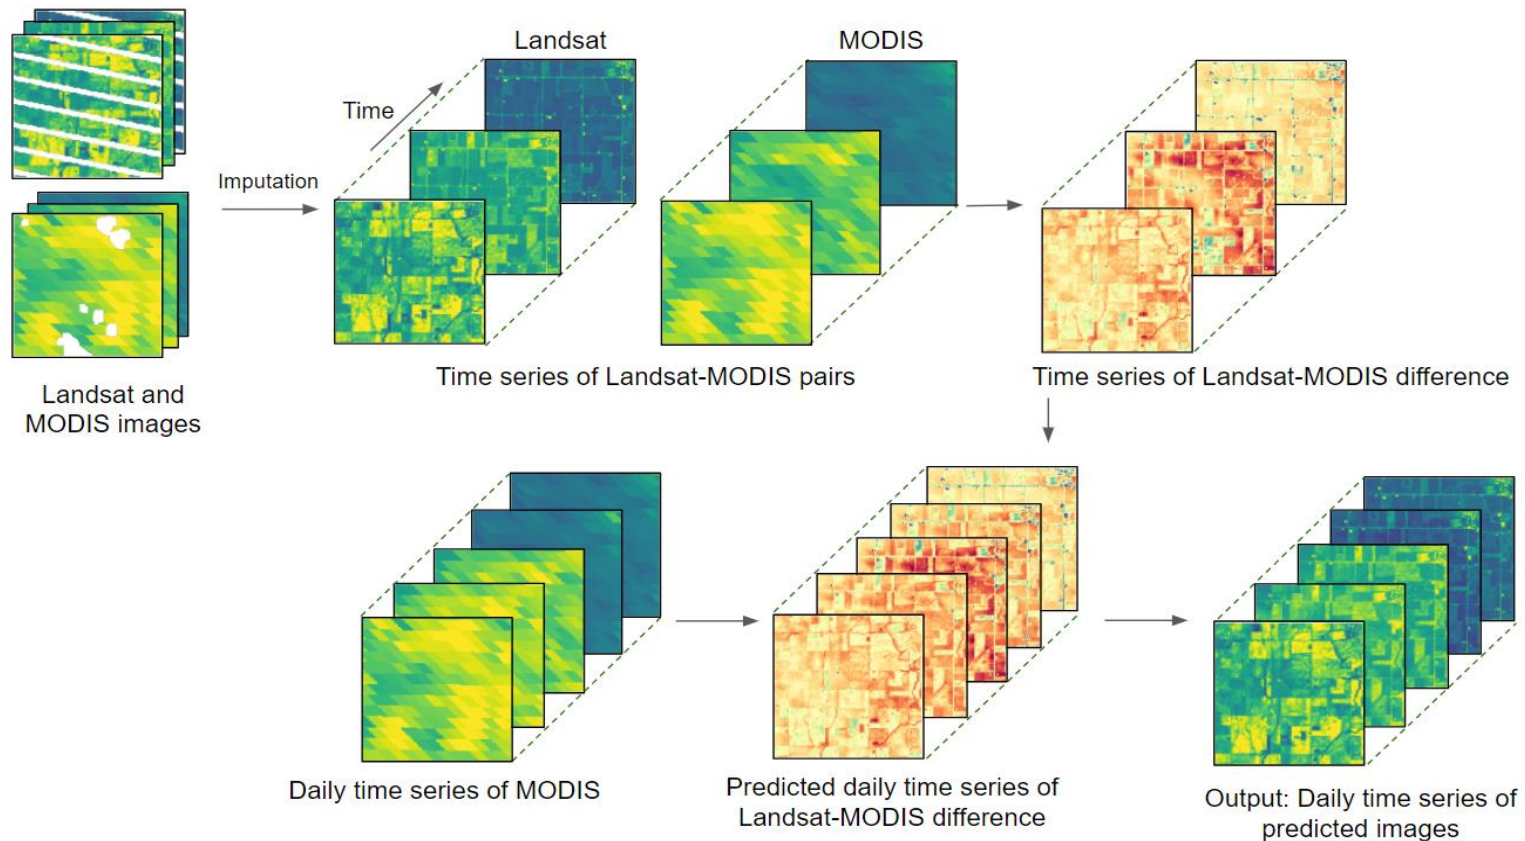 Landsat
MODIS
Time
Imputation
Landsat and
MODIS images
Time series of Landsat-MODIS pairs
Time series of Landsat-MODIS difference
Daily time series of MODIS
Predicted daily time series of
Landsat-MODIS difference
Output: Daily time series of
predicted images